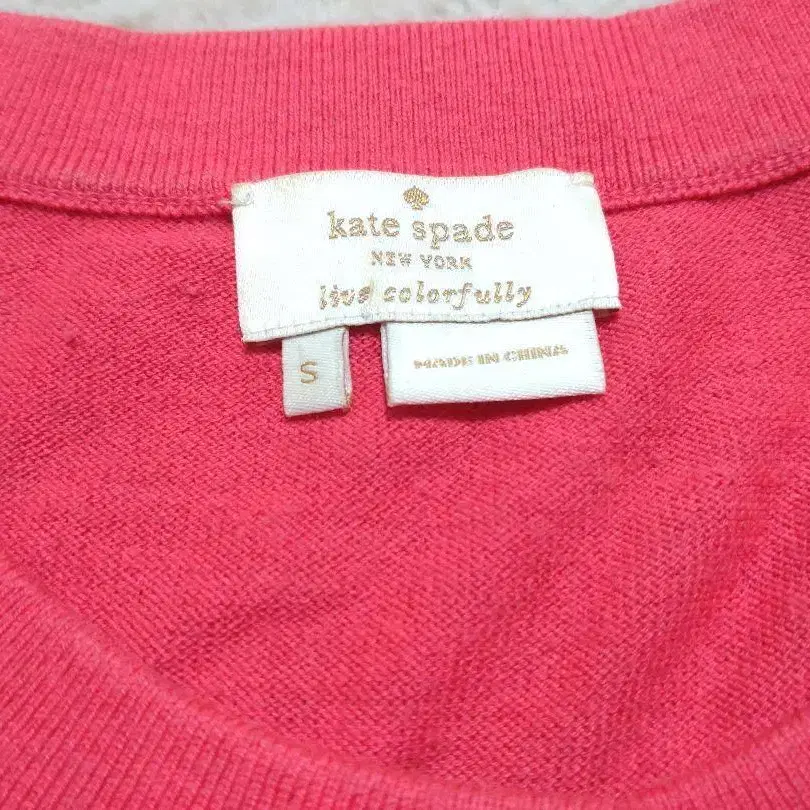 kate spade
NEW YORK
live colorfully
S
MADE IN CHINA